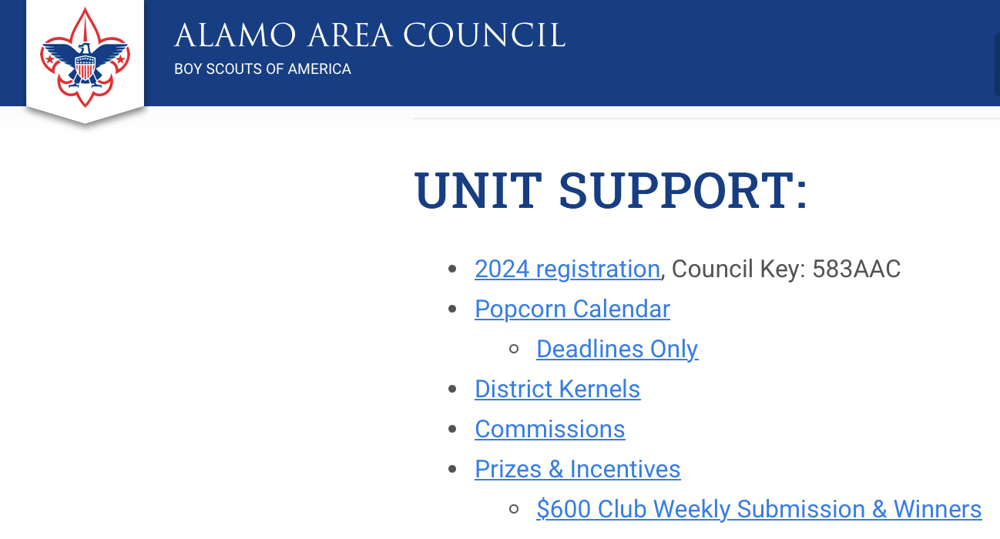 ALAMO AREA COUNCIL
BOY SCOUTS OF AMERICA
UNIT SUPPORT:
2024 registration, Council Key: 583AAC
Popcorn Calendar
Deadlines Only
District Kernels
Commissions
Prizes & Incentives
$600 Club Weekly Submission & Winners